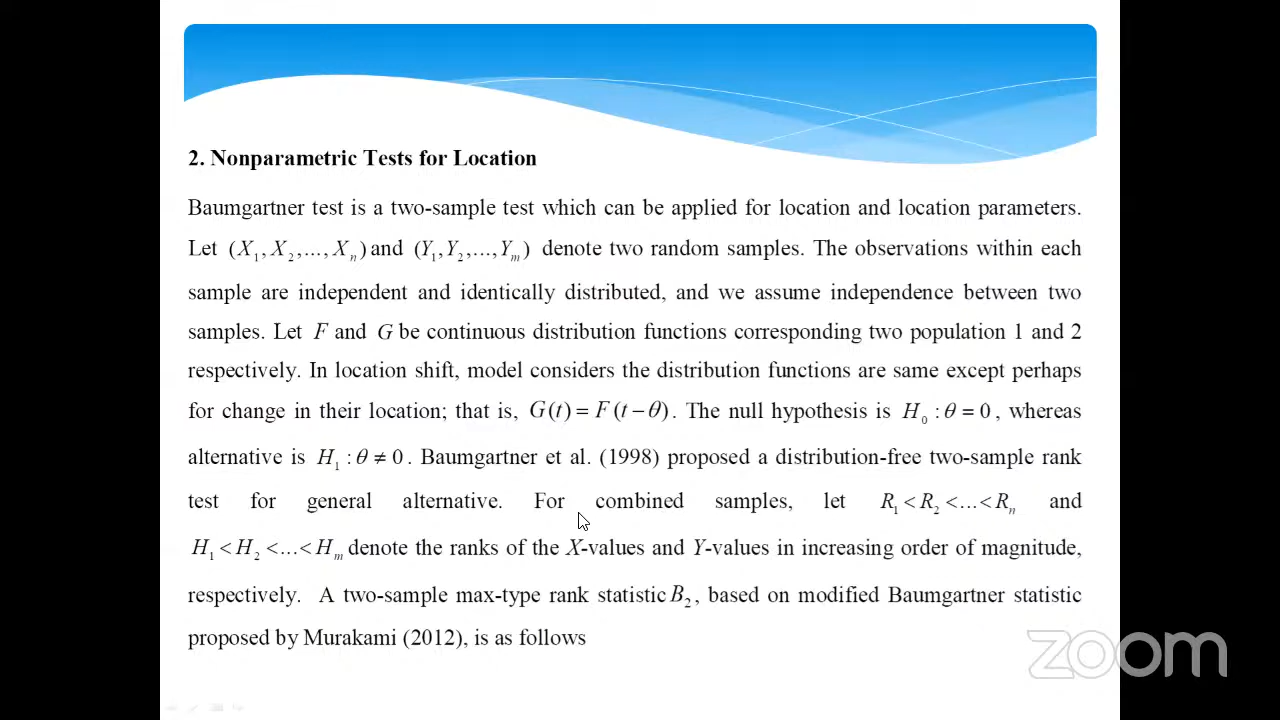 2. Nonparametric Tests for Location
Baumgartner test is a two-sample test which can be applied for location and location parameters.
Let (X₁, X₂,..., Xₙ) and (Y₁, Y₂,..., Yₘ) denote two random samples. The observations within each
sample are independent and identically distributed, and we assume independence between two
samples. Let F and G be continuous distribution functions corresponding two population 1 and 2
respectively. In location shift, model considers the distribution functions are same except perhaps
for change in their location; that is, G(t) = F(t − θ). The null hypothesis is H₀ : θ = 0, whereas
alternative is H₁ : θ ≠ 0. Baumgartner et al. (1998) proposed a distribution-free two-sample rank
test for general alternative. For combined samples, let R₁ < R₂ <...< Rₙ and
H₁ < H₂ <...< Hₘ denote the ranks of the X-values and Y-values in increasing order of magnitude,
respectively. A two-sample max-type rank statistic B₂, based on modified Baumgartner statistic
proposed by Murakami (2012), is as follows
zoom